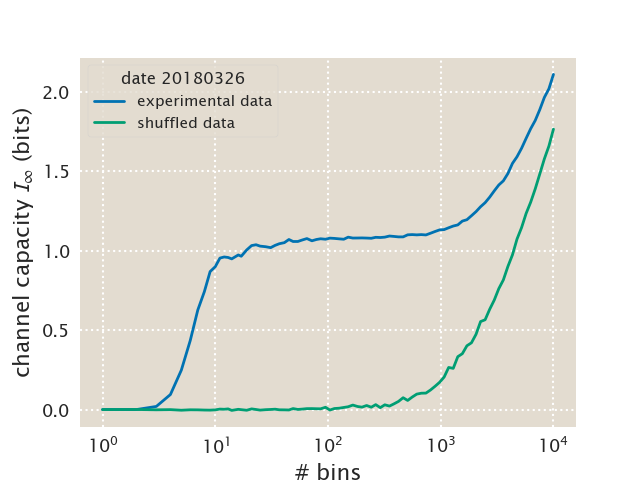 date 20180326
experimental data
shuffled data
channel capacity I∞ (bits)
2.0
1.5
1.0
0.5
0.0
10⁰ 10¹ 10² 10³ 10⁴
# bins